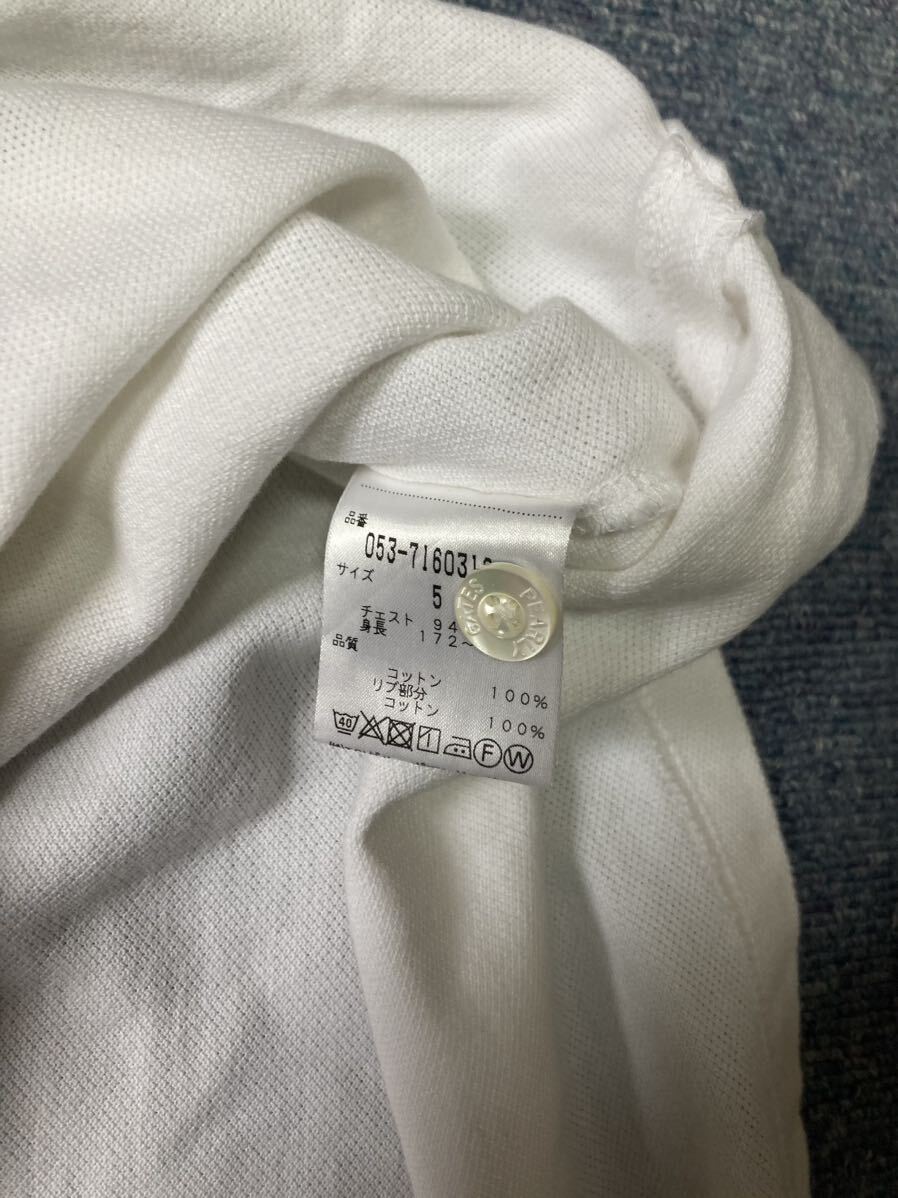 品番
053-716031
サイズ
5
チェスト 94
身長 172~
品質
コットン 100%
リブ部分
コットン 100%
40 F W
PEARLY GATES